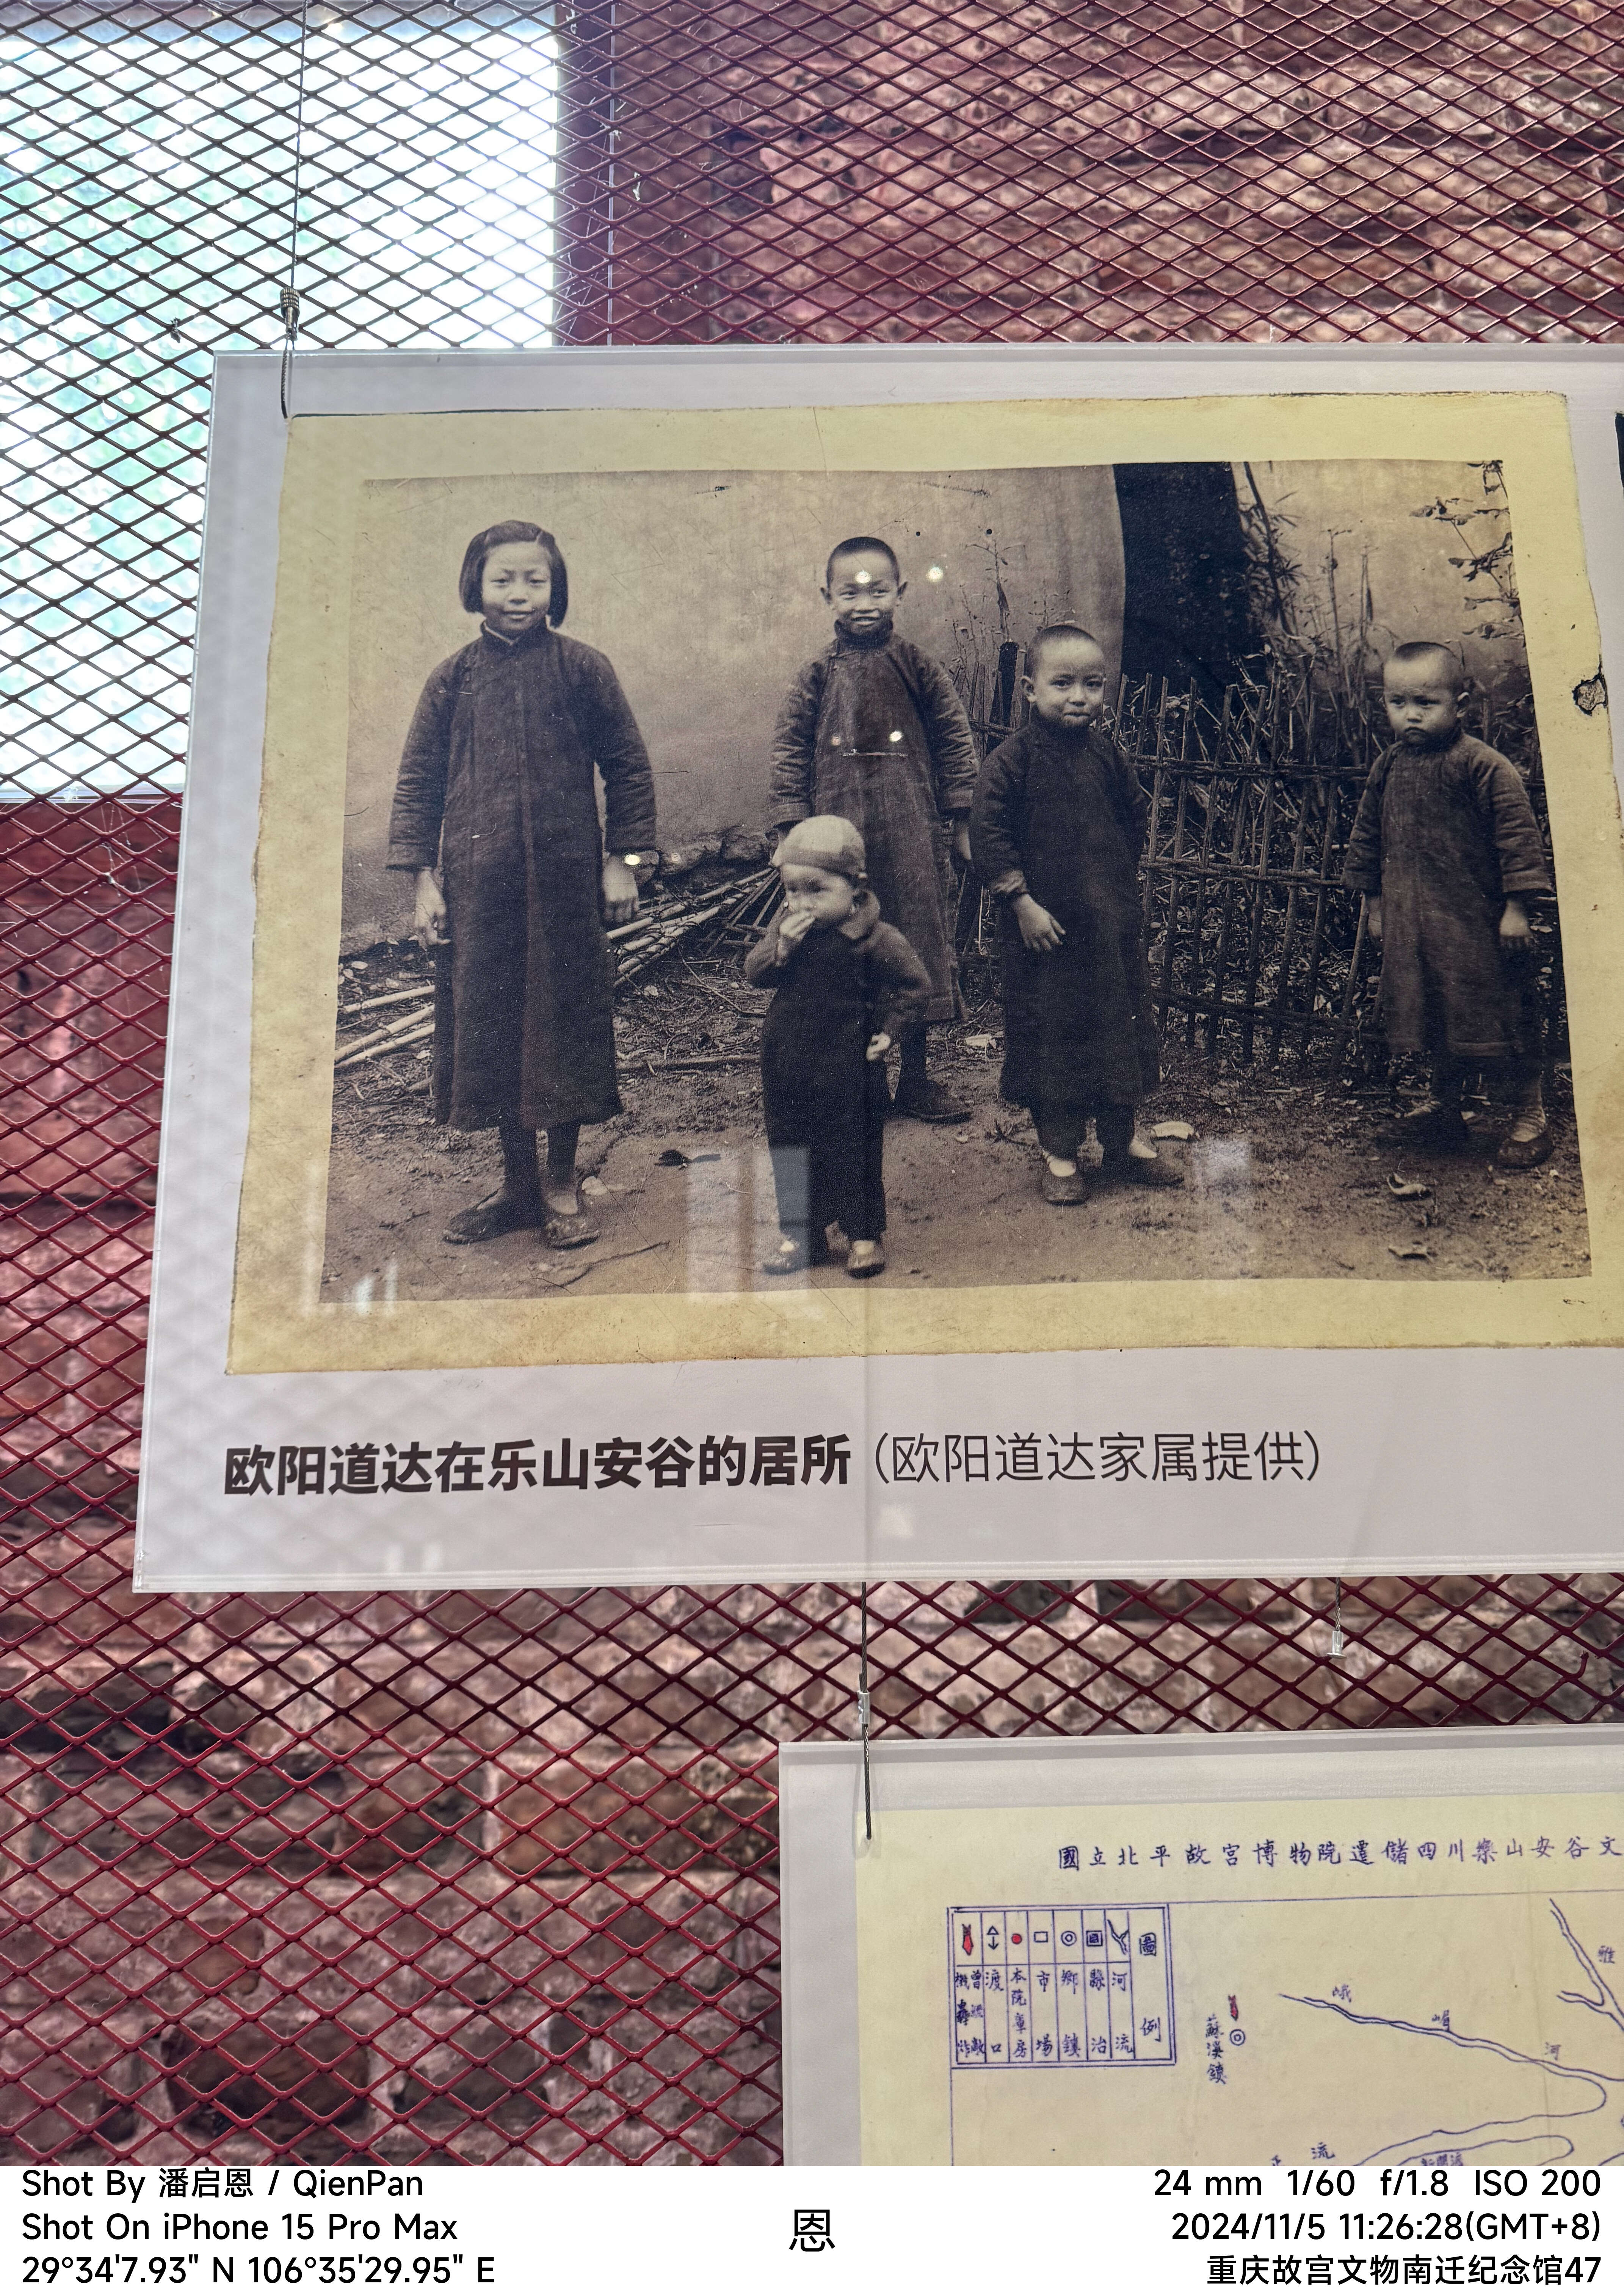 欧阳道达在乐山安谷的居所(欧阳道达家属提供)
國立北平故宮博物院遷儲四川樂山安谷文
圖例
河流
縣治
鄉鎮
市場
本院庫房
渡口
蘇溪鎮
峨嵋河
雅
流
Shot By 潘启恩 / QienPan
Shot On iPhone 15 Pro Max
29°34'7.93" N 106°35'29.95" E
恩
24 mm 1/60 f/1.8 ISO 200
2024/11/5 11:26:28(GMT+8)
重庆故宫文物南迁纪念馆47